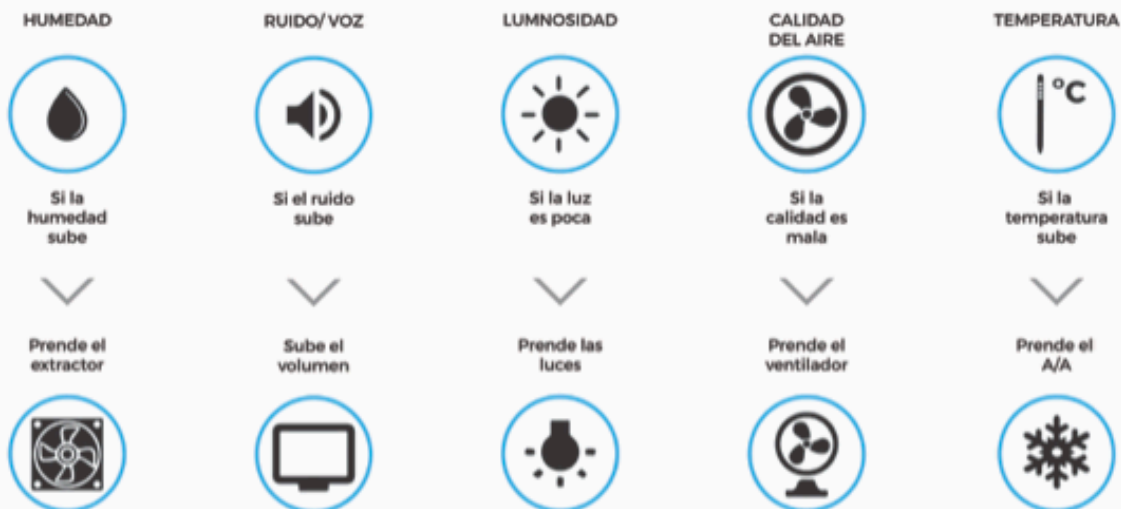 HUMEDAD
RUIDO/ VOZ
LUMNOSIDAD
CALIDAD
DEL AIRE
TEMPERATURA
°C
Si la
humedad
sube
Si el ruido
sube
Si la luz
es poca
Si la
calidad es
mala
Si la
temperatura
sube
Prende el
extractor
Sube el
volumen
Prende las
luces
Prende el
ventilador
Prende el
A/A